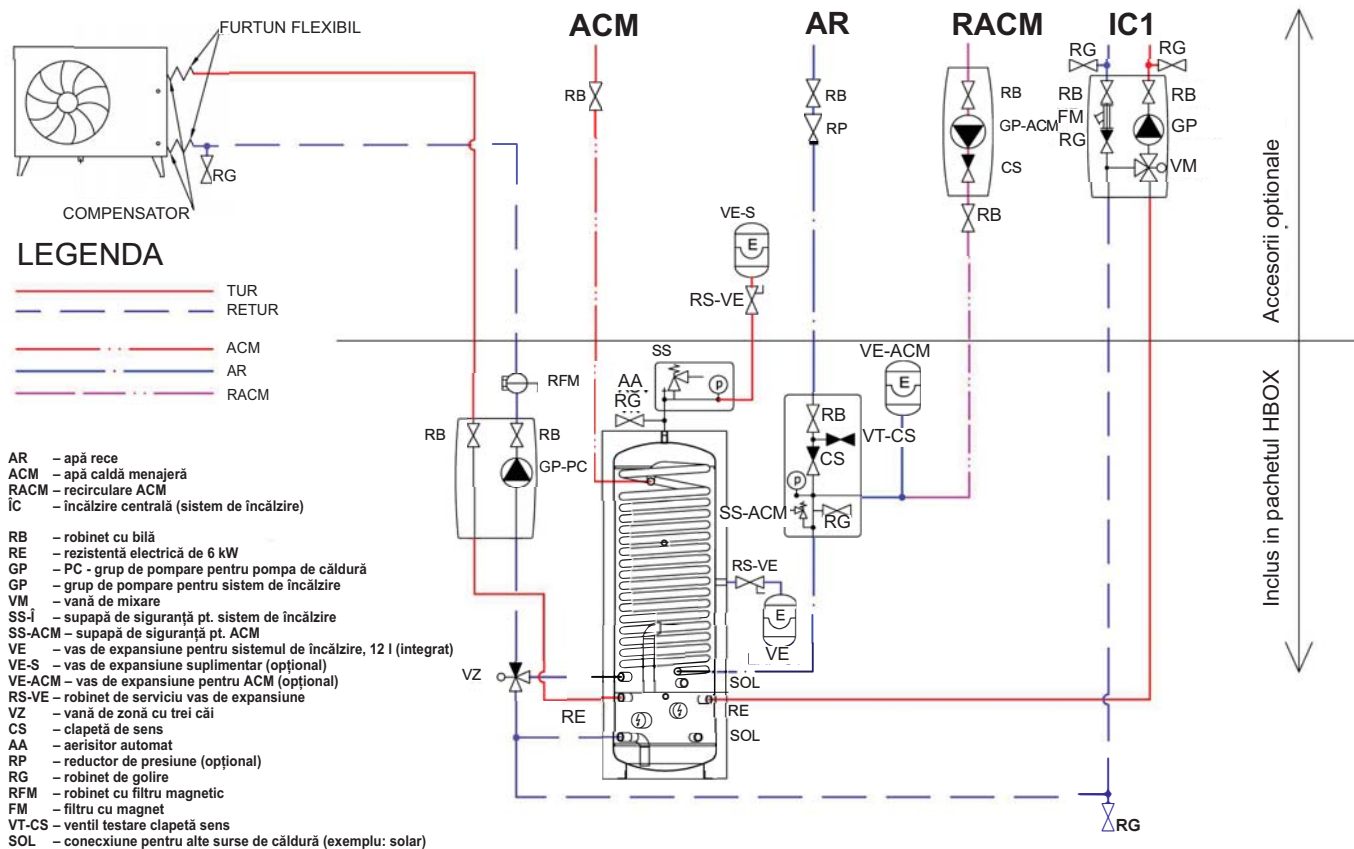 FURTUN FLEXIBIL
ACM
AR
RACM
IC1
RG
RG
RB
RB
RP
RB
GP-ACM
CS
RB
RB
FM
RG
RB
GP
VM
RG
COMPENSATOR
VE-S
E
RS-VE
Accesorii optionale
LEGENDA
TUR
RETUR
ACM
AR
RACM
RFM
SS
p
AA
RG
VE-ACM
E
RB
VT-CS
CS
p
SS-ACM
RG
Inclus in pachetul HBOX
RB
RB
GP-PC
RS-VE
E
VE
VZ
SOL
RE
RE
SOL
RG
AR – apă rece
ACM – apă caldă menajeră
RACM – recirculare ACM
ÎC – încălzire centrală (sistem de încălzire)
RB – robinet cu bilă
RE – rezistentă electrică de 6 kW
GP – PC - grup de pompare pentru pompa de căldură
GP – grup de pompare pentru sistem de încălzire
VM – vană de mixare
SS-Î – supapă de siguranță pt. sistem de încălzire
SS-ACM – supapă de siguranță pt. ACM
VE – vas de expansiune pentru sistemul de încălzire, 12 l (integrat)
VE-S – vas de expansiune suplimentar (opțional)
VE-ACM – vas de expansiune pentru ACM (opțional)
RS-VE – robinet de serviciu vas de expansiune
VZ – vană de zonă cu trei căi
CS – clapetă de sens
AA – aerisitor automat
RP – reductor de presiune (opțional)
RG – robinet de golire
RFM – robinet cu filtru magnetic
FM – filtru cu magnet
VT-CS – ventil testare clapetă sens
SOL – conecxiune pentru alte surse de căldură (exemplu: solar)